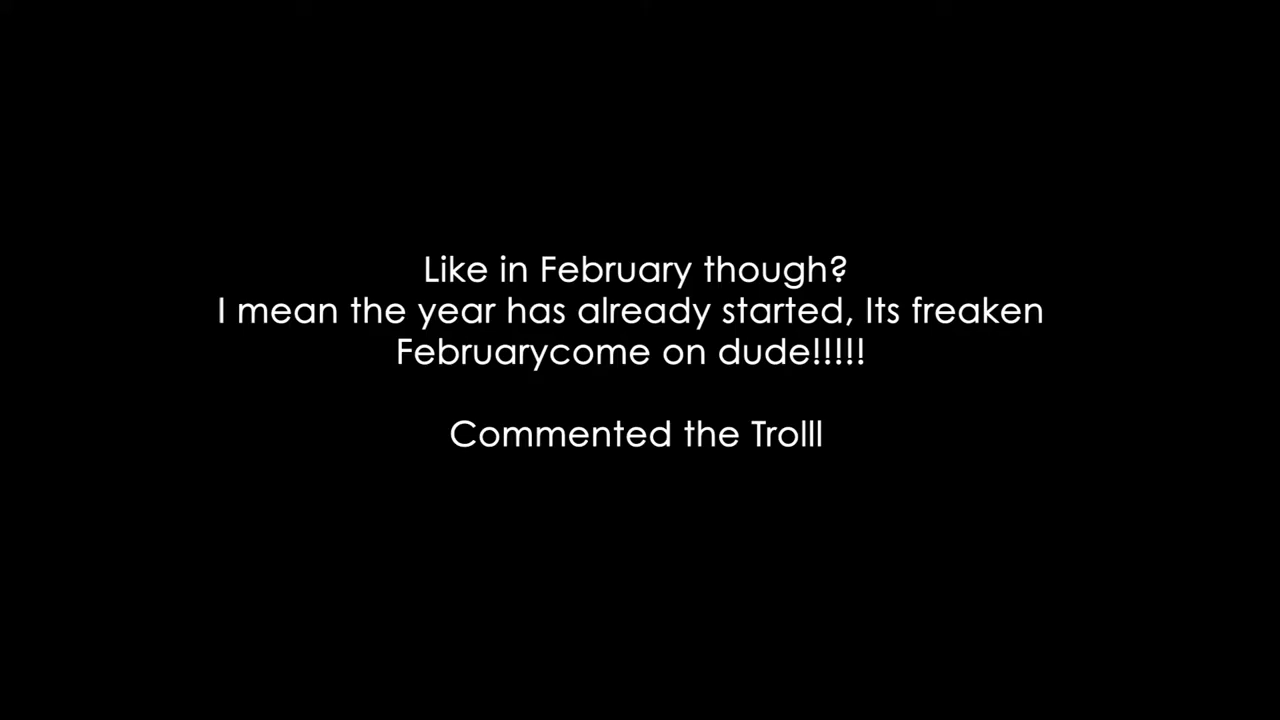 Like in February though?
I mean the year has already started, Its freaken
Februarycome on dude!!!!!
Commented the Trolll